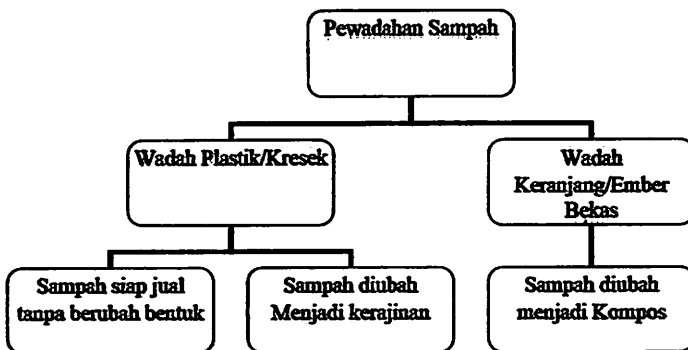 Pewadahan Sampah
Wadah Plastik/Kresek
Wadah
Keranjang/Ember
Bekas
Sampah siap jual
tanpa berubah bentuk
Sampah diubah
Menjadi kerajinan
Sampah diubah
menjadi Kompos